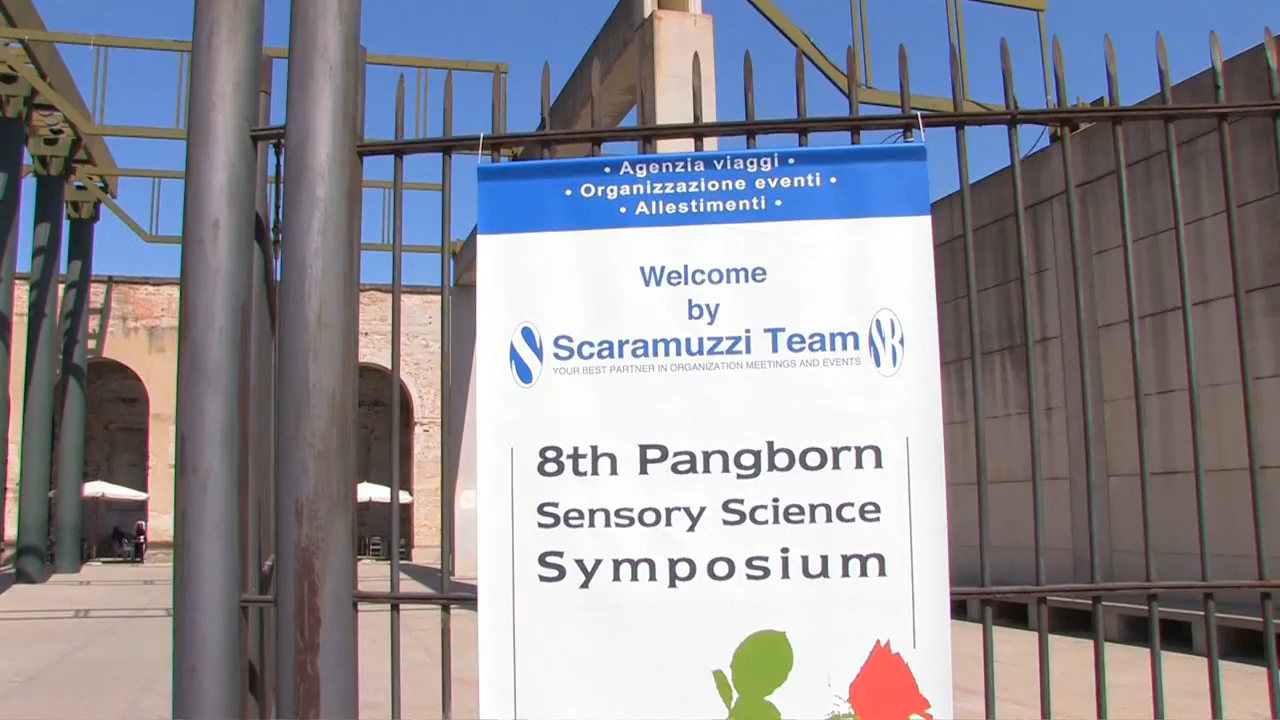 • Agenzia viaggi •
• Organizzazione eventi •
• Allestimenti •
Welcome
by
S Scaramuzzi Team SB
YOUR BEST PARTNER IN ORGANIZATION MEETINGS AND EVENTS
8th Pangborn
Sensory Science
Symposium